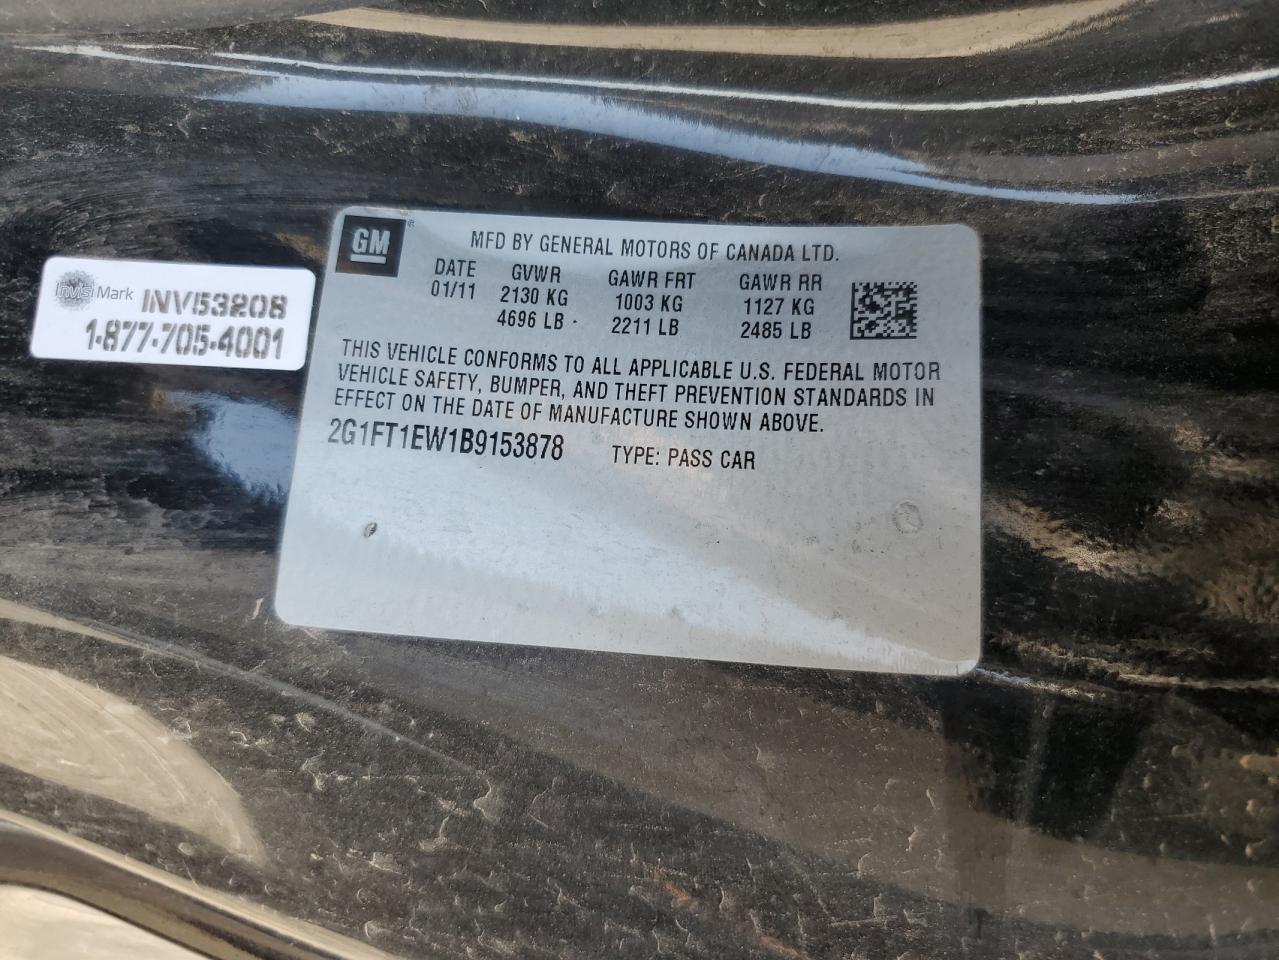 GM®
MFD BY GENERAL MOTORS OF CANADA LTD.
DATE GVWR GAWR FRT GAWR RR
01/11 2130 KG 1003 KG 1127 KG
4696 LB 2211 LB 2485 LB
THIS VEHICLE CONFORMS TO ALL APPLICABLE U.S. FEDERAL MOTOR
VEHICLE SAFETY, BUMPER, AND THEFT PREVENTION STANDARDS IN
EFFECT ON THE DATE OF MANUFACTURE SHOWN ABOVE.
2G1FT1EW1B9153878 TYPE: PASS CAR
InvisiMark INV53208
1-877-705-4001